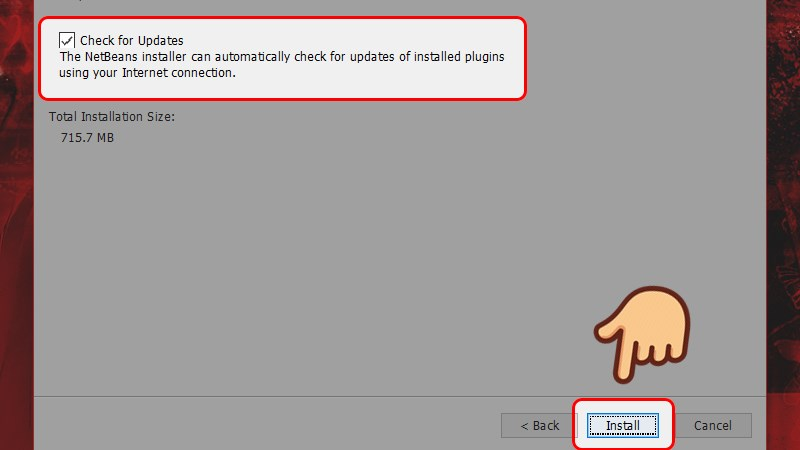 Check for Updates
The NetBeans installer can automatically check for updates of installed plugins
using your Internet connection.
Total Installation Size:
715.7 MB
< Back
Install
Cancel